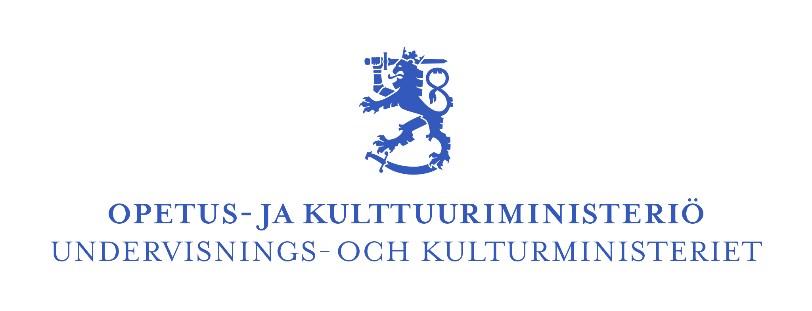 OPETUS- JA KULTTUURIMINISTERIÖ
UNDERVISNINGS- OCH KULTURMINISTERIET